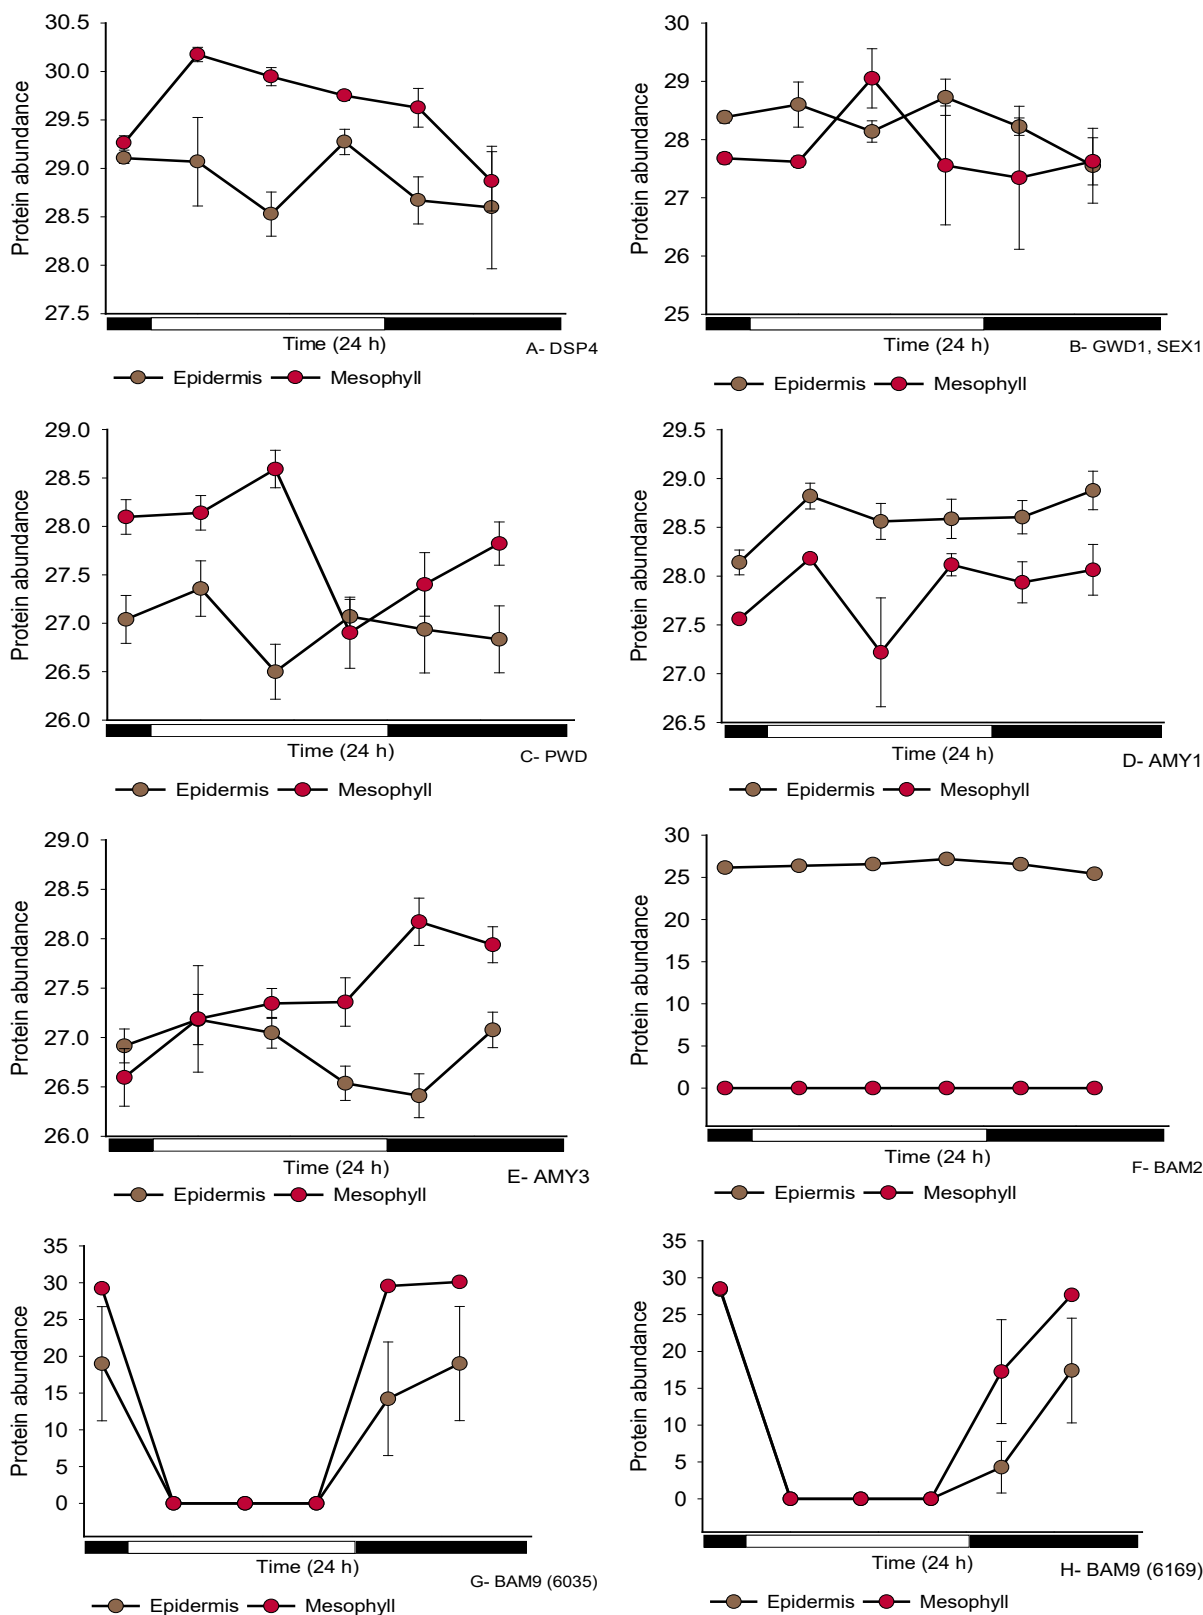 30.5
30.0
29.5
29.0
28.5
28.0
27.5
Protein abundance
Time (24 h)
A- DSP4
Epidermis Mesophyll
30
29
28
27
26
25
Protein abundance
Time (24 h)
B- GWD1, SEX1
Epidermis Mesophyll
29.0
28.5
28.0
27.5
27.0
26.5
26.0
Protein abundance
Time (24 h)
C- PWD
Epidermis Mesophyll
29.5
29.0
28.5
28.0
27.5
27.0
26.5
Protein abundance
Time (24 h)
D- AMY1
Epidermis Mesophyll
29.0
28.5
28.0
27.5
27.0
26.5
26.0
Protein abundance
Time (24 h)
E- AMY3
Epidermis Mesophyll
30
25
20
15
10
5
0
Protein abundance
Time (24 h)
F- BAM2
Epiermis Mesophyll
35
30
25
20
15
10
5
0
Protein abundance
Time (24 h)
G- BAM9 (6035)
Epidermis Mesophyll
35
30
25
20
15
10
5
0
Protein abundance
Time (24 h)
H- BAM9 (6169)
Epidermis Mesophyll